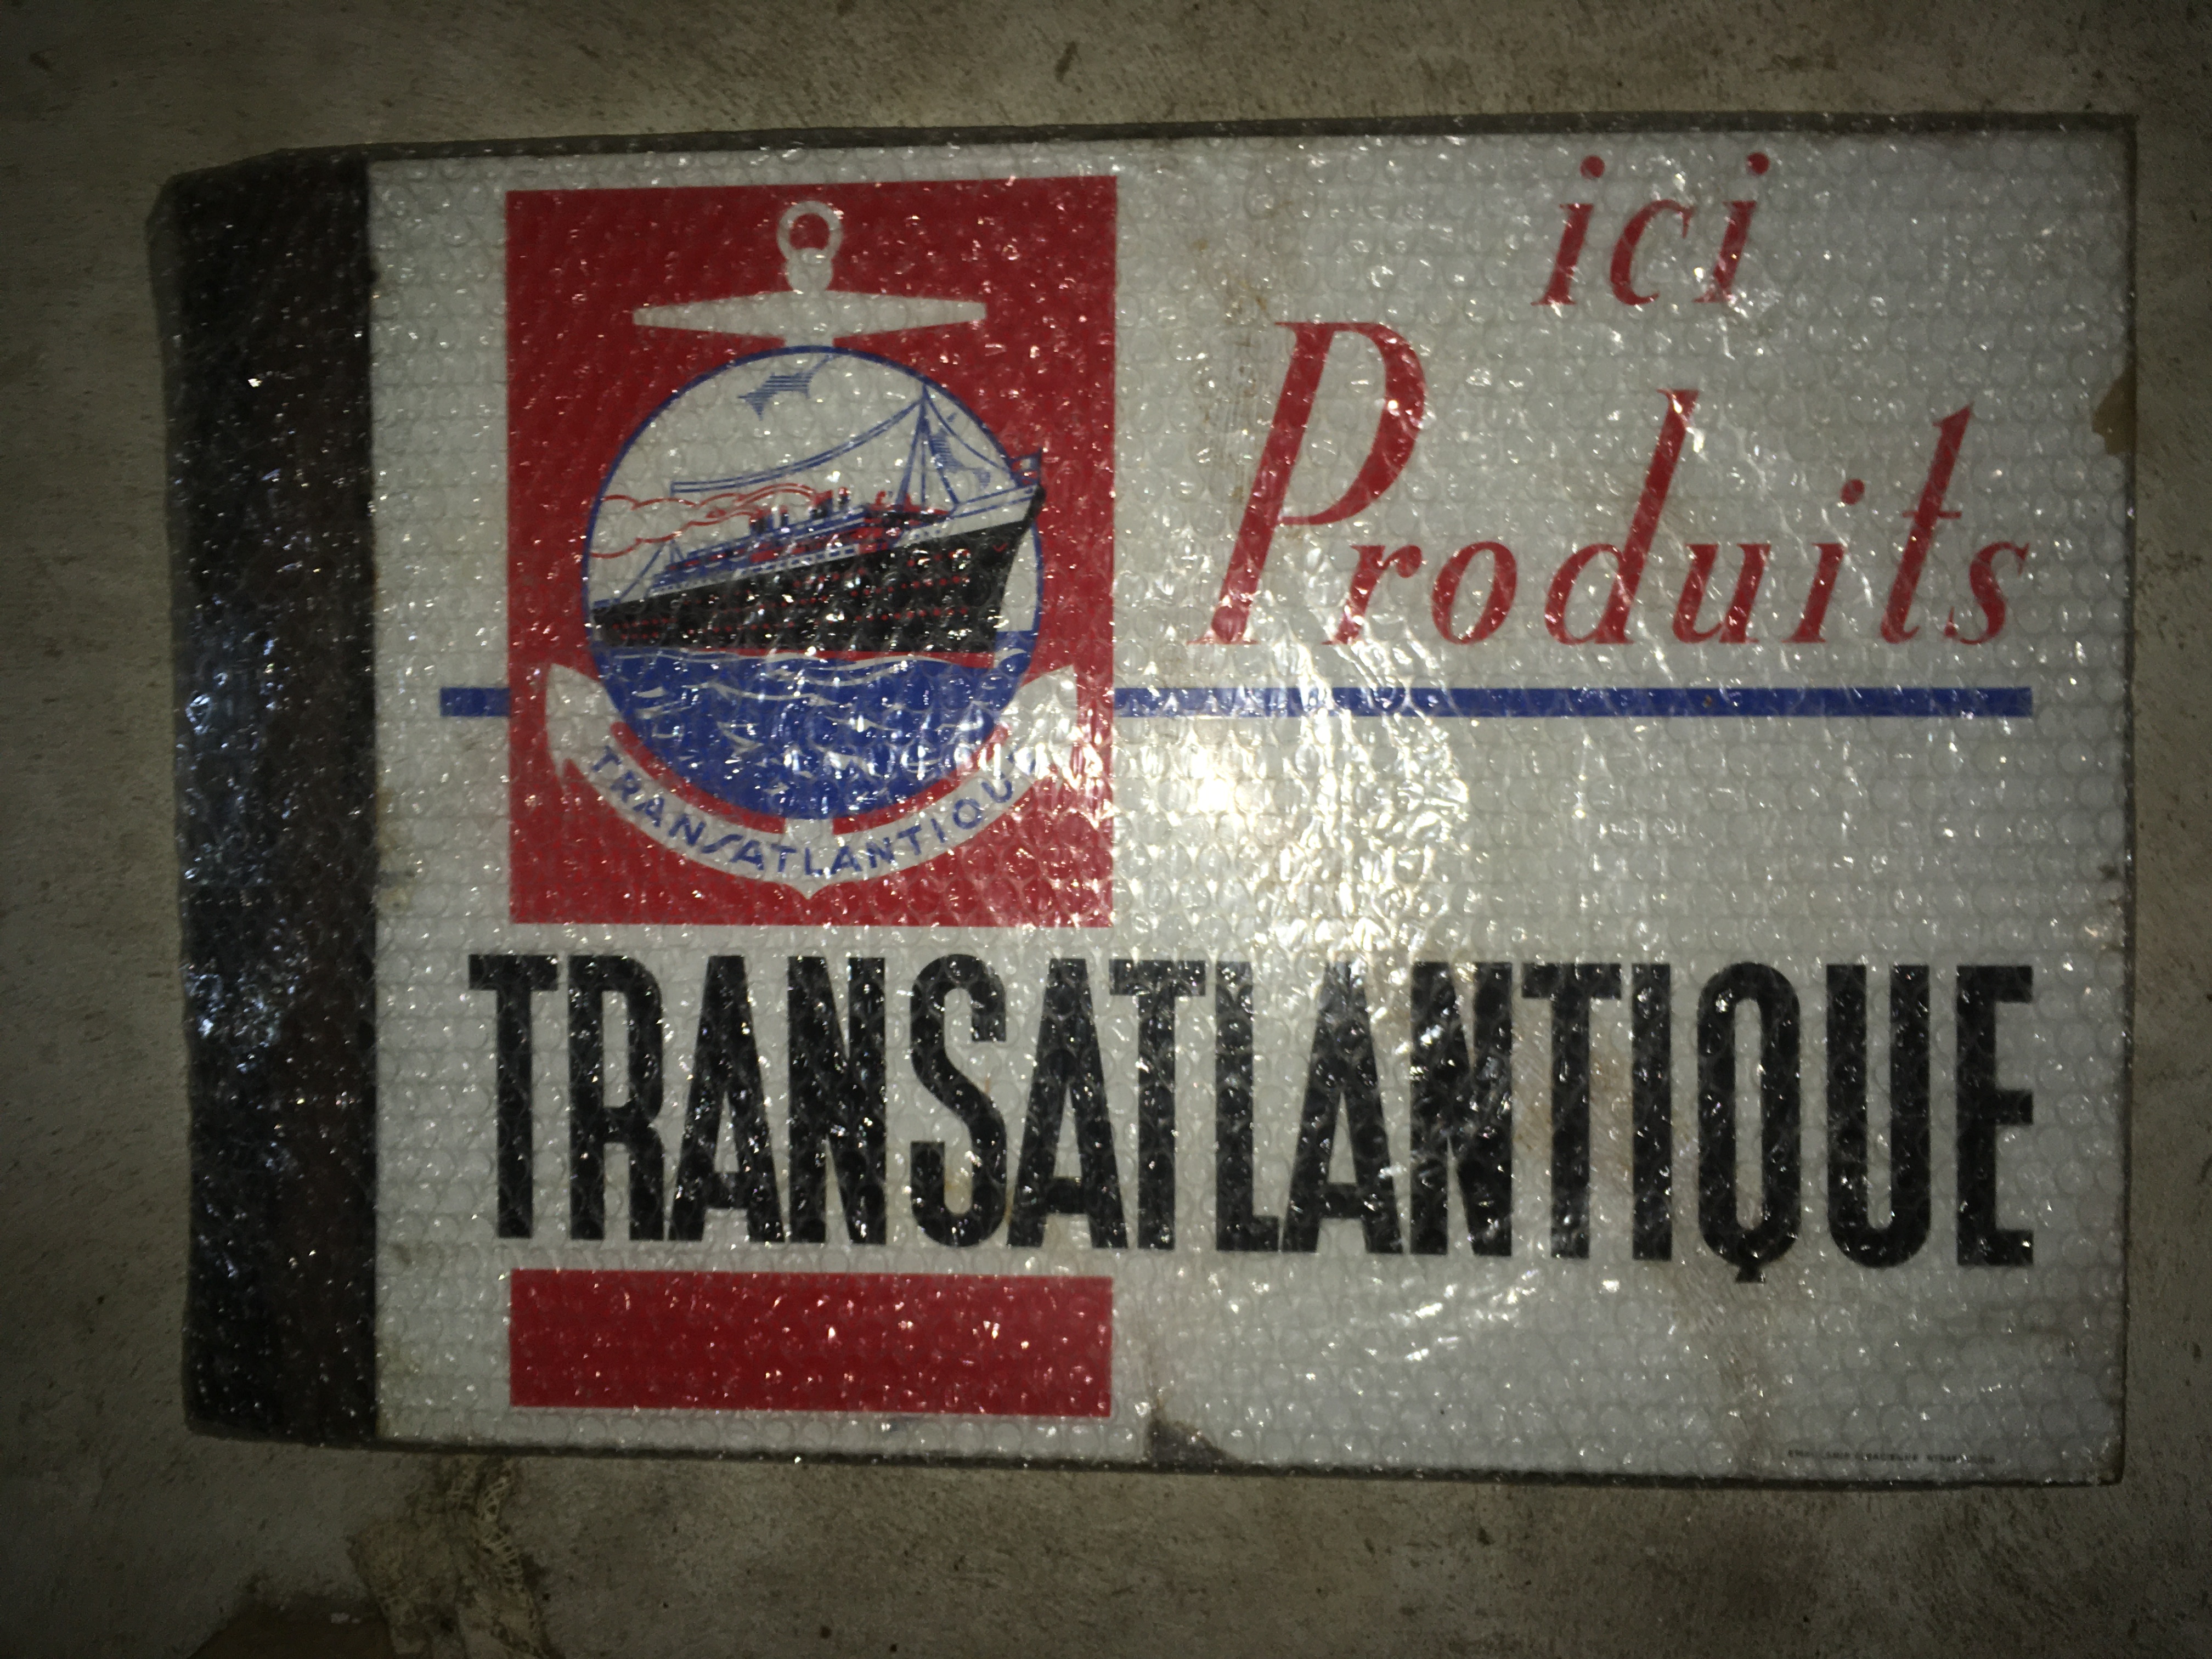 ici
Produits
TRANSATLANTIQUE
TRANSATLANTIQUE